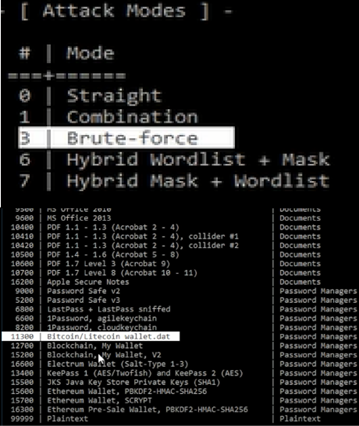 - [ Attack Modes ] -
# | Mode
===+======
0 | Straight
1 | Combination
3 | Brute-force
6 | Hybrid Wordlist + Mask
7 | Hybrid Mask + Wordlist
9500 | MS Office 2010 | Documents
9600 | MS Office 2013 | Documents
10400 | PDF 1.1 - 1.3 (Acrobat 2 - 4) | Documents
10410 | PDF 1.1 - 1.3 (Acrobat 2 - 4), collider #1 | Documents
10420 | PDF 1.1 - 1.3 (Acrobat 2 - 4), collider #2 | Documents
10500 | PDF 1.4 - 1.6 (Acrobat 5 - 8) | Documents
10600 | PDF 1.7 Level 3 (Acrobat 9) | Documents
10700 | PDF 1.7 Level 8 (Acrobat 10 - 11) | Documents
16200 | Apple Secure Notes | Documents
9000 | Password Safe v2 | Password Managers
5200 | Password Safe v3 | Password Managers
6800 | LastPass + LastPass sniffed | Password Managers
6600 | 1Password, agilekeychain | Password Managers
8200 | 1Password, cloudkeychain | Password Managers
11300 | Bitcoin/Litecoin wallet.dat | Password Managers
12700 | Blockchain, My Wallet | Password Managers
15200 | Blockchain, My Wallet, V2 | Password Managers
16600 | Electrum Wallet (Salt-Type 1-3) | Password Managers
13400 | KeePass 1 (AES/Twofish) and KeePass 2 (AES) | Password Managers
15500 | JKS Java Key Store Private Keys (SHA1) | Password Managers
15600 | Ethereum Wallet, PBKDF2-HMAC-SHA256 | Password Managers
15700 | Ethereum Wallet, SCRYPT | Password Managers
16300 | Ethereum Pre-Sale Wallet, PBKDF2-HMAC-SHA256 | Password Managers
99999 | Plaintext | Plaintext